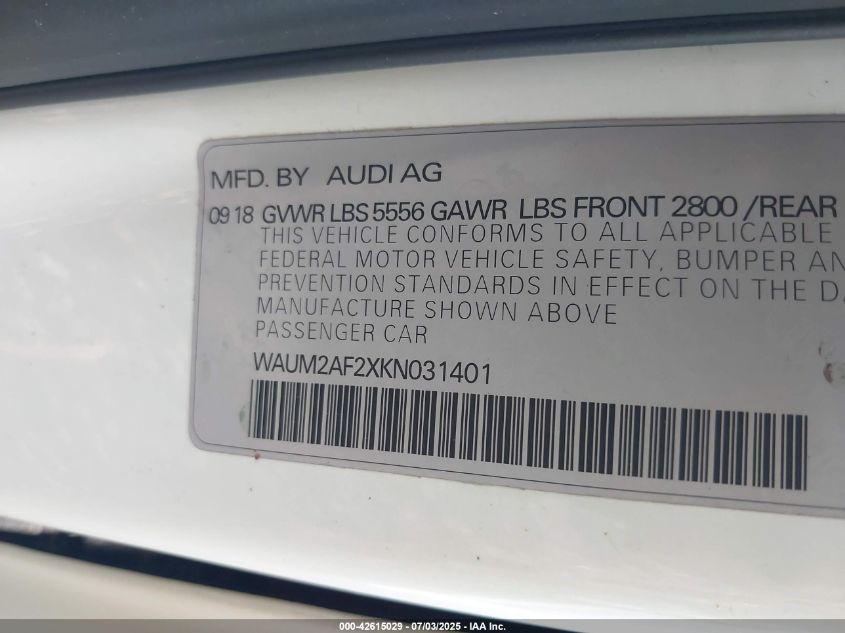 MFD. BY AUDI AG
09 18 GVWR LBS 5556 GAWR LBS FRONT 2800 /REAR
THIS VEHICLE CONFORMS TO ALL APPLICABLE
FEDERAL MOTOR VEHICLE SAFETY, BUMPER AN
PREVENTION STANDARDS IN EFFECT ON THE DA
MANUFACTURE SHOWN ABOVE
PASSENGER CAR
WAUM2AF2XKN031401
000-42615029 - 07/03/2025 - IAA Inc.